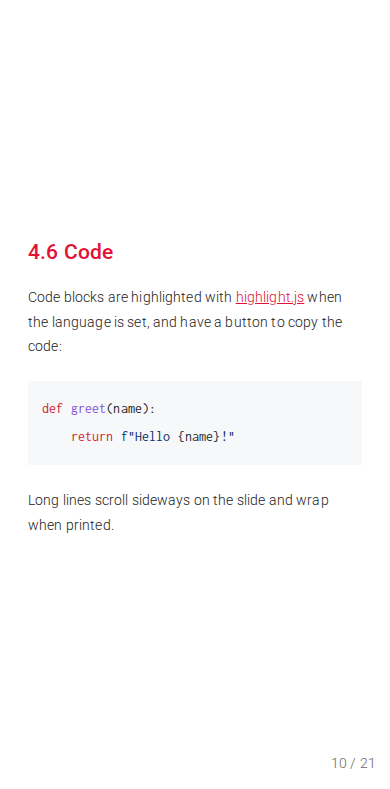 4.6 Code
Code blocks are highlighted with highlight.js when
the language is set, and have a button to copy the
code:
def greet(name):
    return f"Hello {name}!"
Long lines scroll sideways on the slide and wrap
when printed.
10 / 21